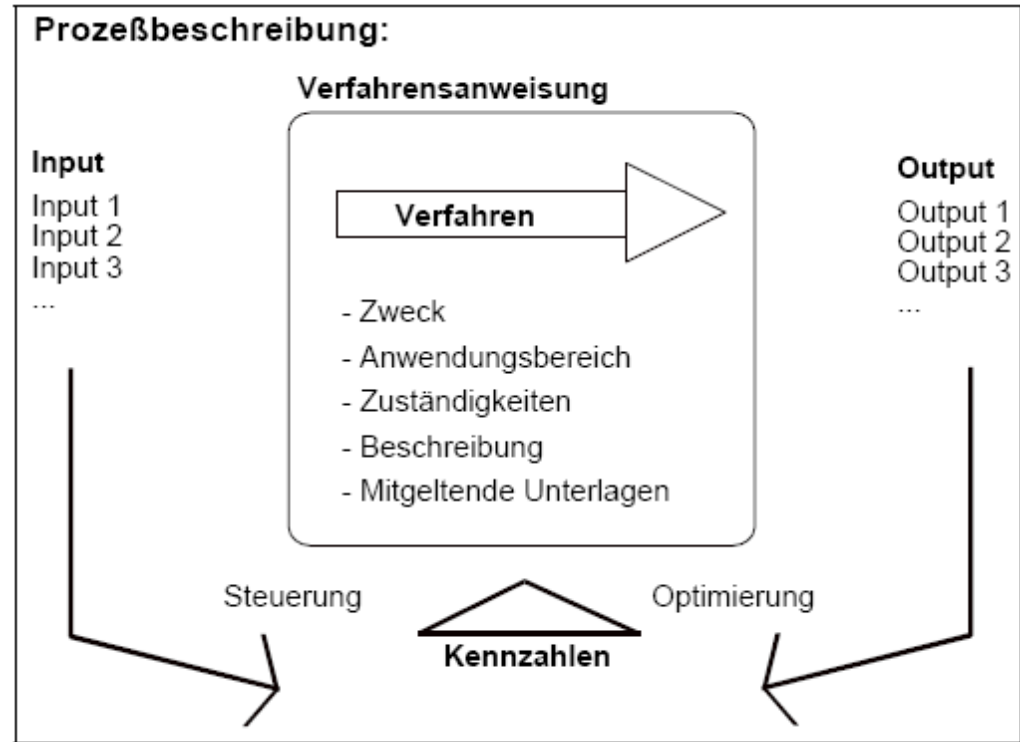 Prozeßbeschreibung:
Verfahrensanweisung
Input
Input 1
Input 2
Input 3
...
Verfahren
- Zweck
- Anwendungsbereich
- Zuständigkeiten
- Beschreibung
- Mitgeltende Unterlagen
Output
Output 1
Output 2
Output 3
...
Steuerung
Optimierung
Kennzahlen